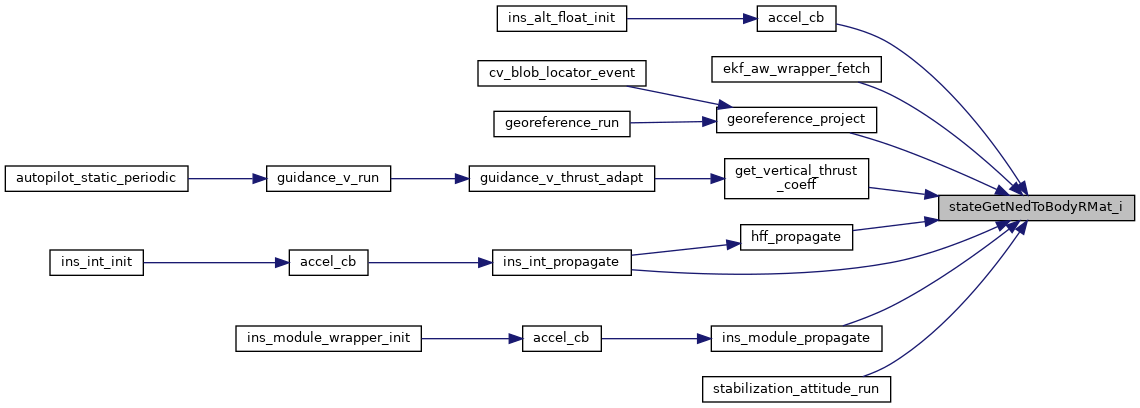 ins_alt_float_init
accel_cb
ekf_aw_wrapper_fetch
cv_blob_locator_event
georeference_project
georeference_run
autopilot_static_periodic
guidance_v_run
guidance_v_thrust_adapt
get_vertical_thrust
_coeff
stateGetNedToBodyRMat_i
hff_propagate
ins_int_init
accel_cb
ins_int_propagate
ins_module_wrapper_init
accel_cb
ins_module_propagate
stabilization_attitude_run